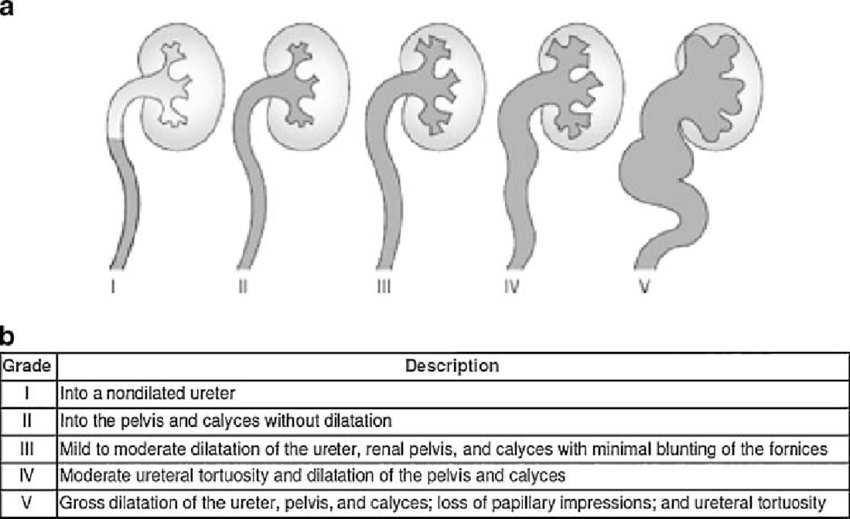 a
I II III IV V
b
Grade Description
I Into a nondilated ureter
II Into the pelvis and calyces without dilatation
III Mild to moderate dilatation of the ureter, renal pelvis, and calyces with minimal blunting of the fornices
IV Moderate ureteral tortuosity and dilatation of the pelvis and calyces
V Gross dilatation of the ureter, pelvis, and calyces; loss of papillary impressions; and ureteral tortuosity